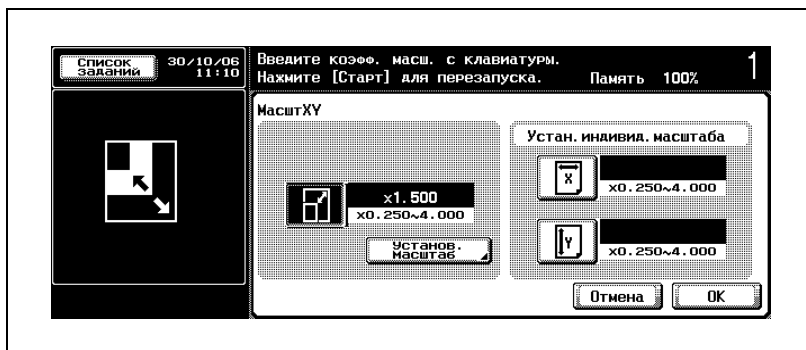 Список заданий
30/10/06
11:10
Введите коэфф. масш. с клавиатуры.
Нажмите [Старт] для перезапуска. Память 100%
1
МасштXY
x1.500
x0.250~4.000
Установ. Масштаб
Устан.индивид.масштаба
X
x0.250~4.000
Y
x0.250~4.000
Отмена
OK